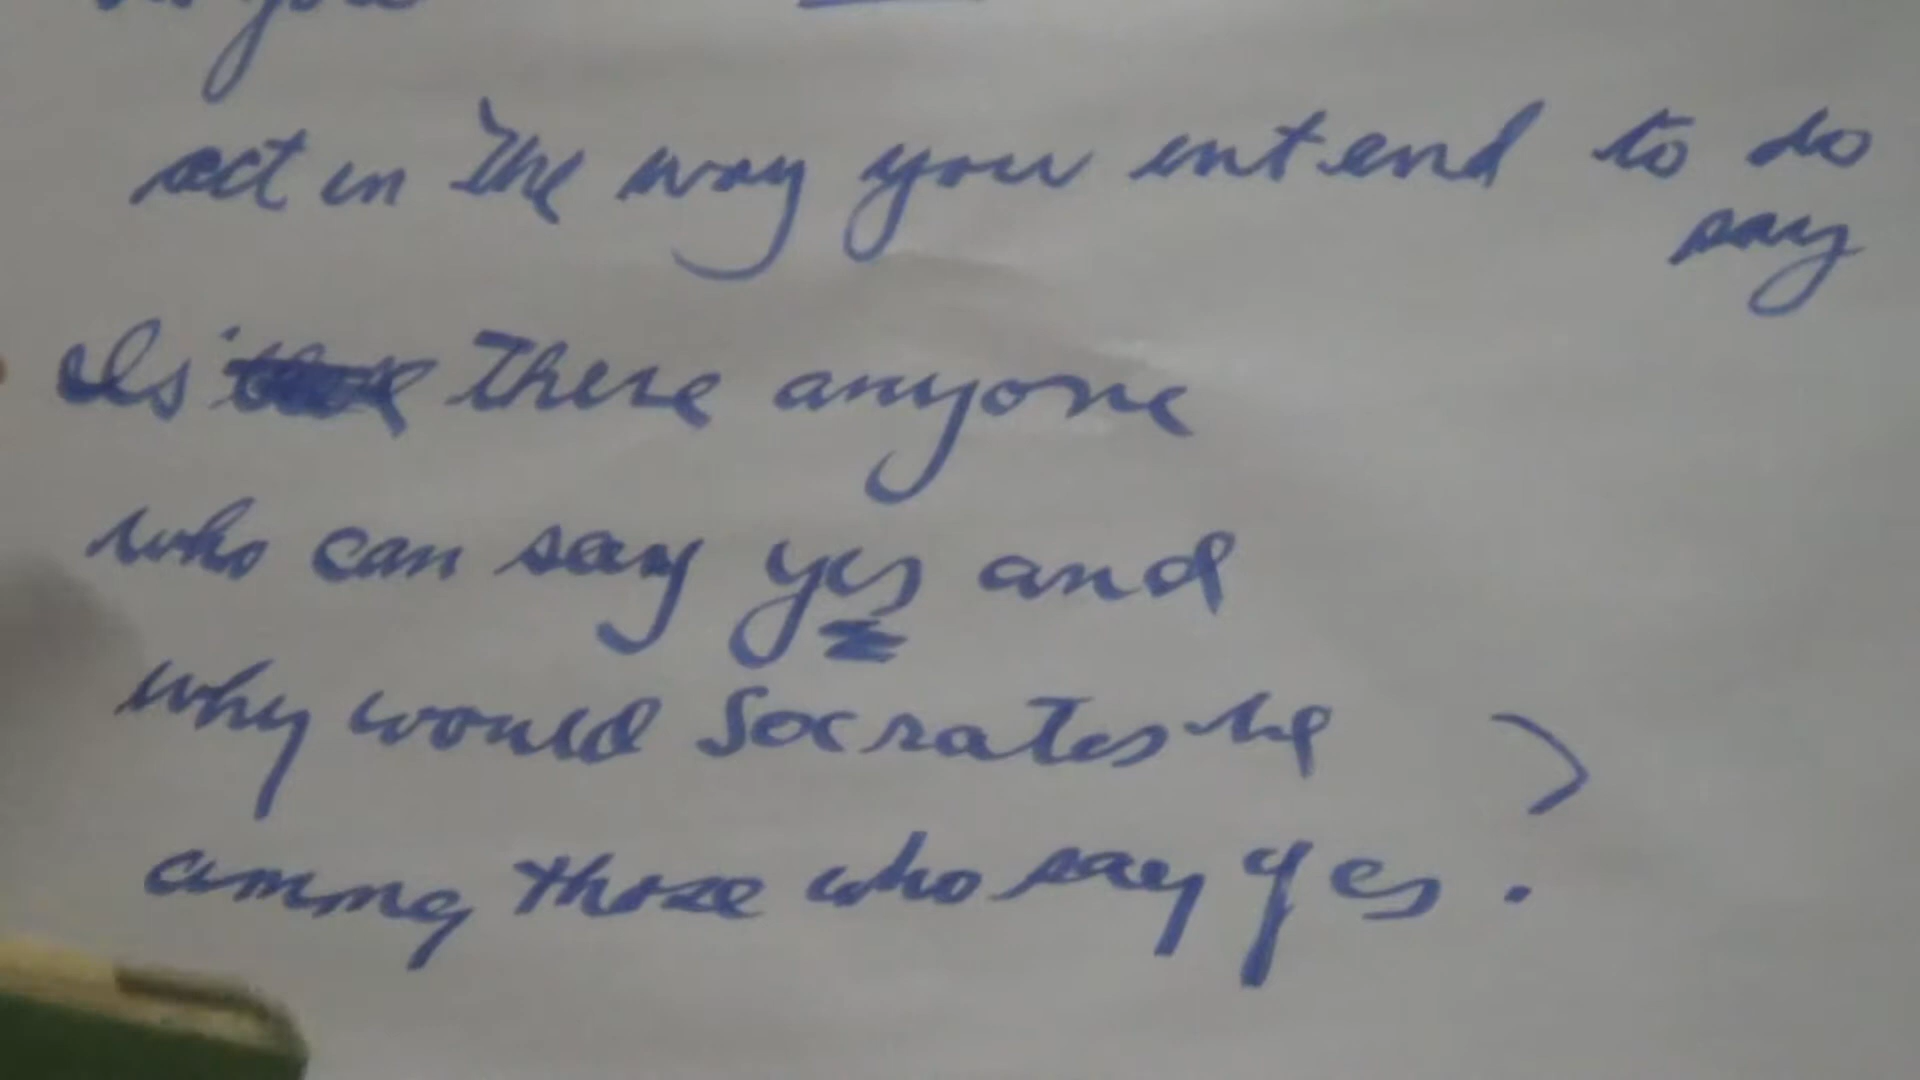 act in the way you intend to do
say
Is there anyone
who can say yes and
why would Socrates be
among those who say yes.